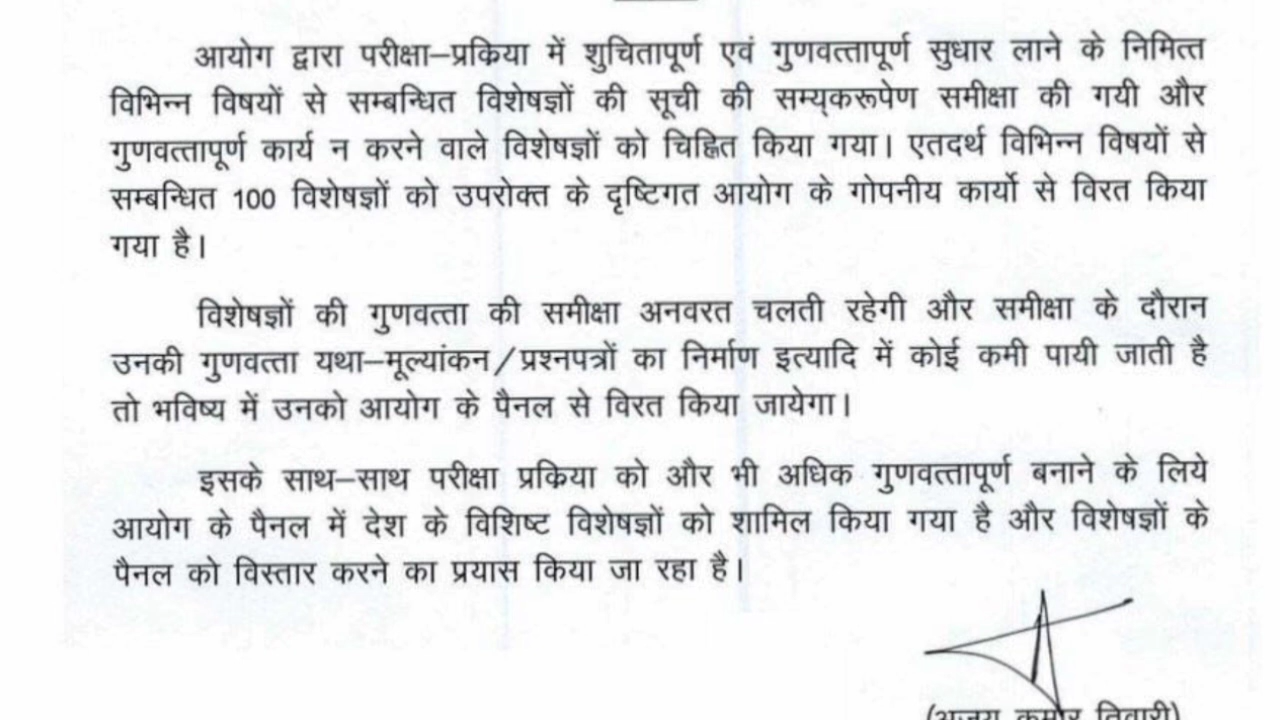 आयोग द्वारा परीक्षा–प्रक्रिया में शुचितापूर्ण एवं गुणवत्तापूर्ण सुधार लाने के निमित्त
विभिन्न विषयों से सम्बन्धित विशेषज्ञों की सूची की सम्यकरूपेण समीक्षा की गयी और
गुणवत्तापूर्ण कार्य न करने वाले विशेषज्ञों को चिह्नित किया गया। एतदर्थ विभिन्न विषयों से
सम्बन्धित 100 विशेषज्ञों को उपरोक्त के दृष्टिगत आयोग के गोपनीय कार्यो से विरत किया
गया है।
विशेषज्ञों की गुणवत्ता की समीक्षा अनवरत चलती रहेगी और समीक्षा के दौरान
उनकी गुणवत्ता यथा–मूल्यांकन/प्रश्नपत्रों का निर्माण इत्यादि में कोई कमी पायी जाती है
तो भविष्य में उनको आयोग के पैनल से विरत किया जायेगा।
इसके साथ–साथ परीक्षा प्रक्रिया को और भी अधिक गुणवत्तापूर्ण बनाने के लिये
आयोग के पैनल में देश के विशिष्ट विशेषज्ञों को शामिल किया गया है और विशेषज्ञों के
पैनल को विस्तार करने का प्रयास किया जा रहा है।
(अजय कुमार तिवारी)